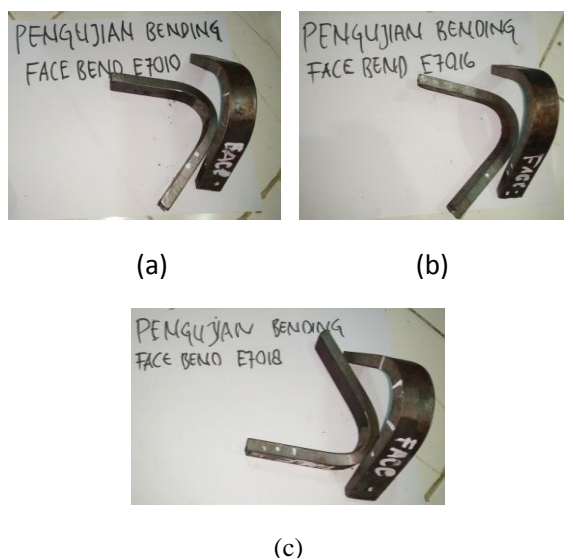 PENGUJIAN BENDING
FACE BEND E7010
FACE
(a)
PENGUJIAN BENDING
FACE BEND E7016
FACE
(b)
PENGUJIAN BENDING
FACE BEND E7018
FACE
(c)